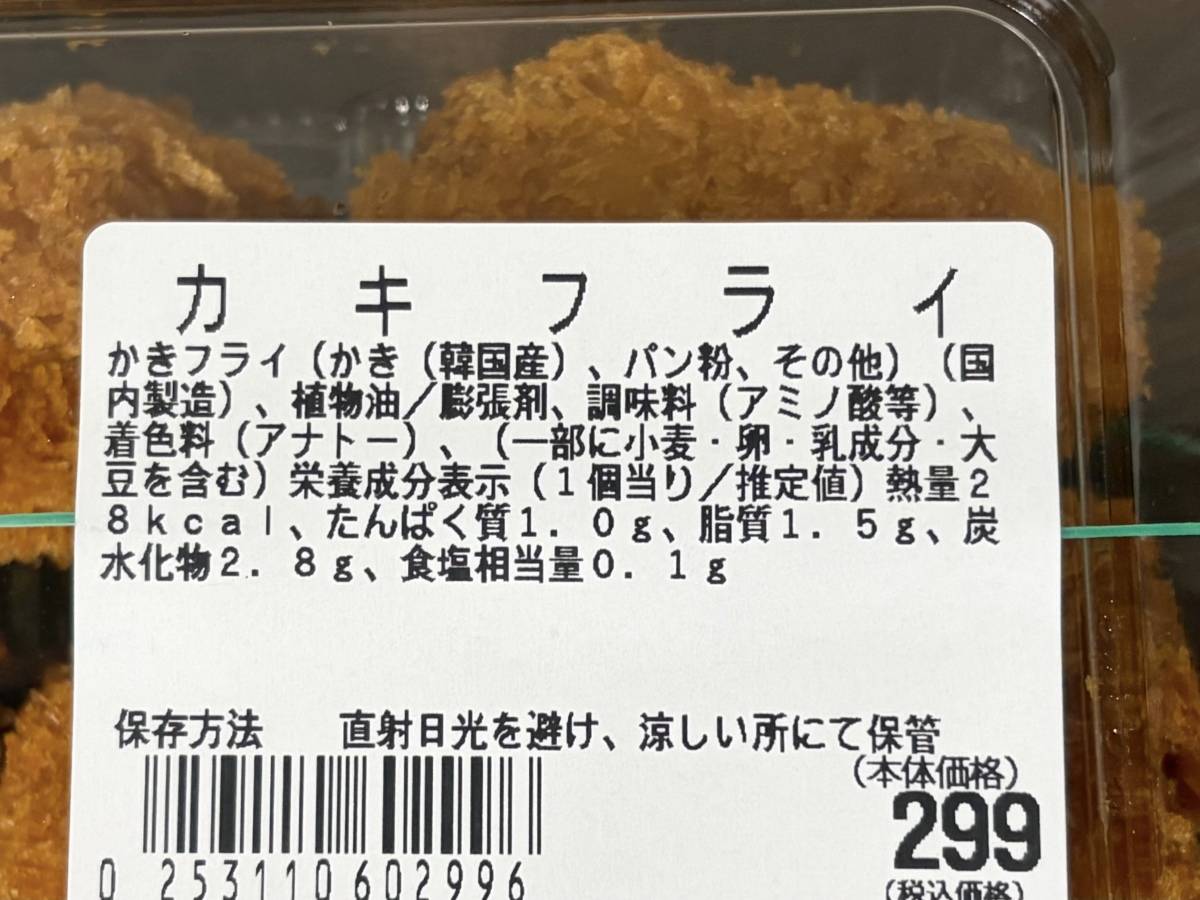 カキフライ
かきフライ（かき（韓国産）、パン粉、その他）（国
内製造）、植物油／膨張剤、調味料（アミノ酸等）、
着色料（アナトー）、（一部に小麦・卵・乳成分・大
豆を含む）栄養成分表示（１個当り／推定値）熱量２
８ｋｃａｌ、たんぱく質１．０ｇ、脂質１．５ｇ、炭
水化物２．８ｇ、食塩相当量０．１ｇ
保存方法　直射日光を避け、涼しい所にて保管
（本体価格）
299
（税込価格）
0 253110 602996